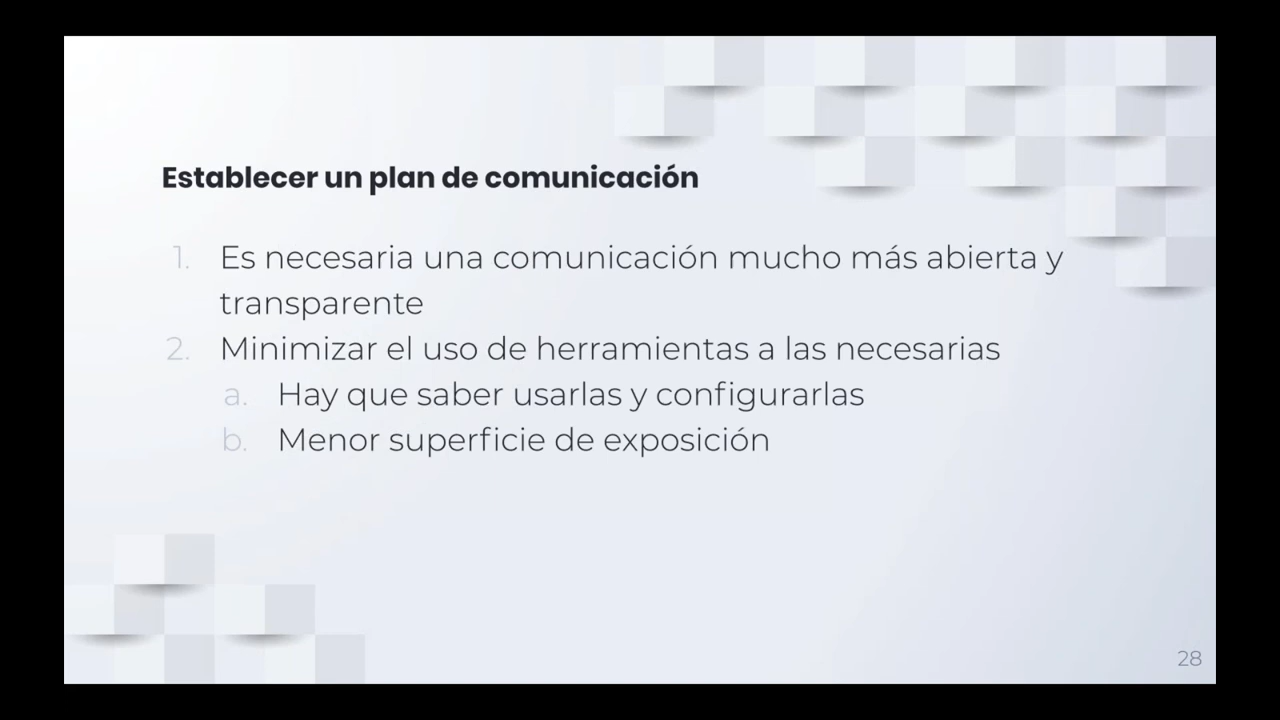 Establecer un plan de comunicación
1. Es necesaria una comunicación mucho más abierta y
transparente
2. Minimizar el uso de herramientas a las necesarias
a. Hay que saber usarlas y configurarlas
b. Menor superficie de exposición
28